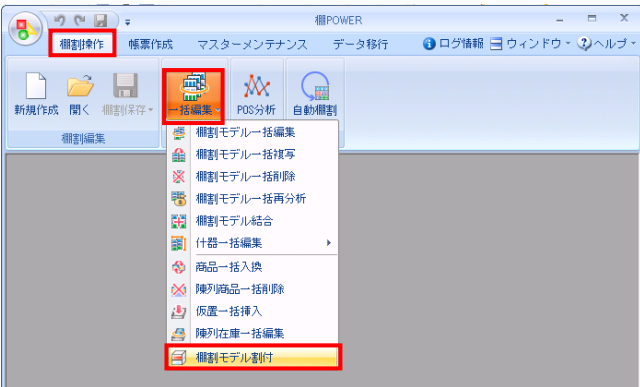 棚POWER
棚割操作 帳票作成 マスターメンテナンス データ移行 ログ情報 ウィンドウ ヘルプ
新規作成 開く 棚割保存 一括編集 POS分析 自動棚割
棚割編集
棚割モデル一括編集
棚割モデル一括複写
棚割モデル一括削除
棚割モデル一括再分析
棚割モデル結合
什器一括編集
商品一括入換
陳列商品一括削除
仮置一括挿入
陳列在庫一括編集
棚割モデル割付